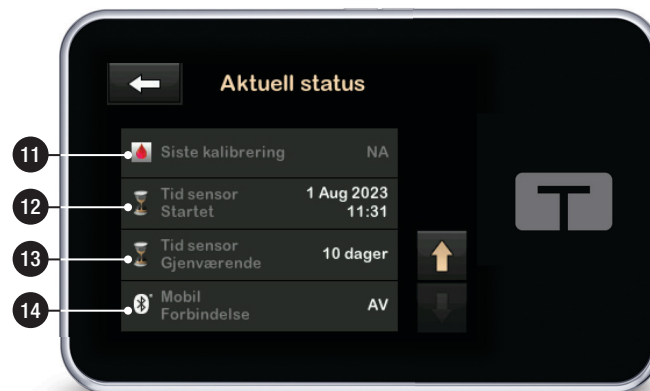 Aktuell status
11 Siste kalibrering NA
12 Tid sensor 1 Aug 2023
Startet 11:31
13 Tid sensor
Gjenværende 10 dager
14 Mobil
Forbindelse AV